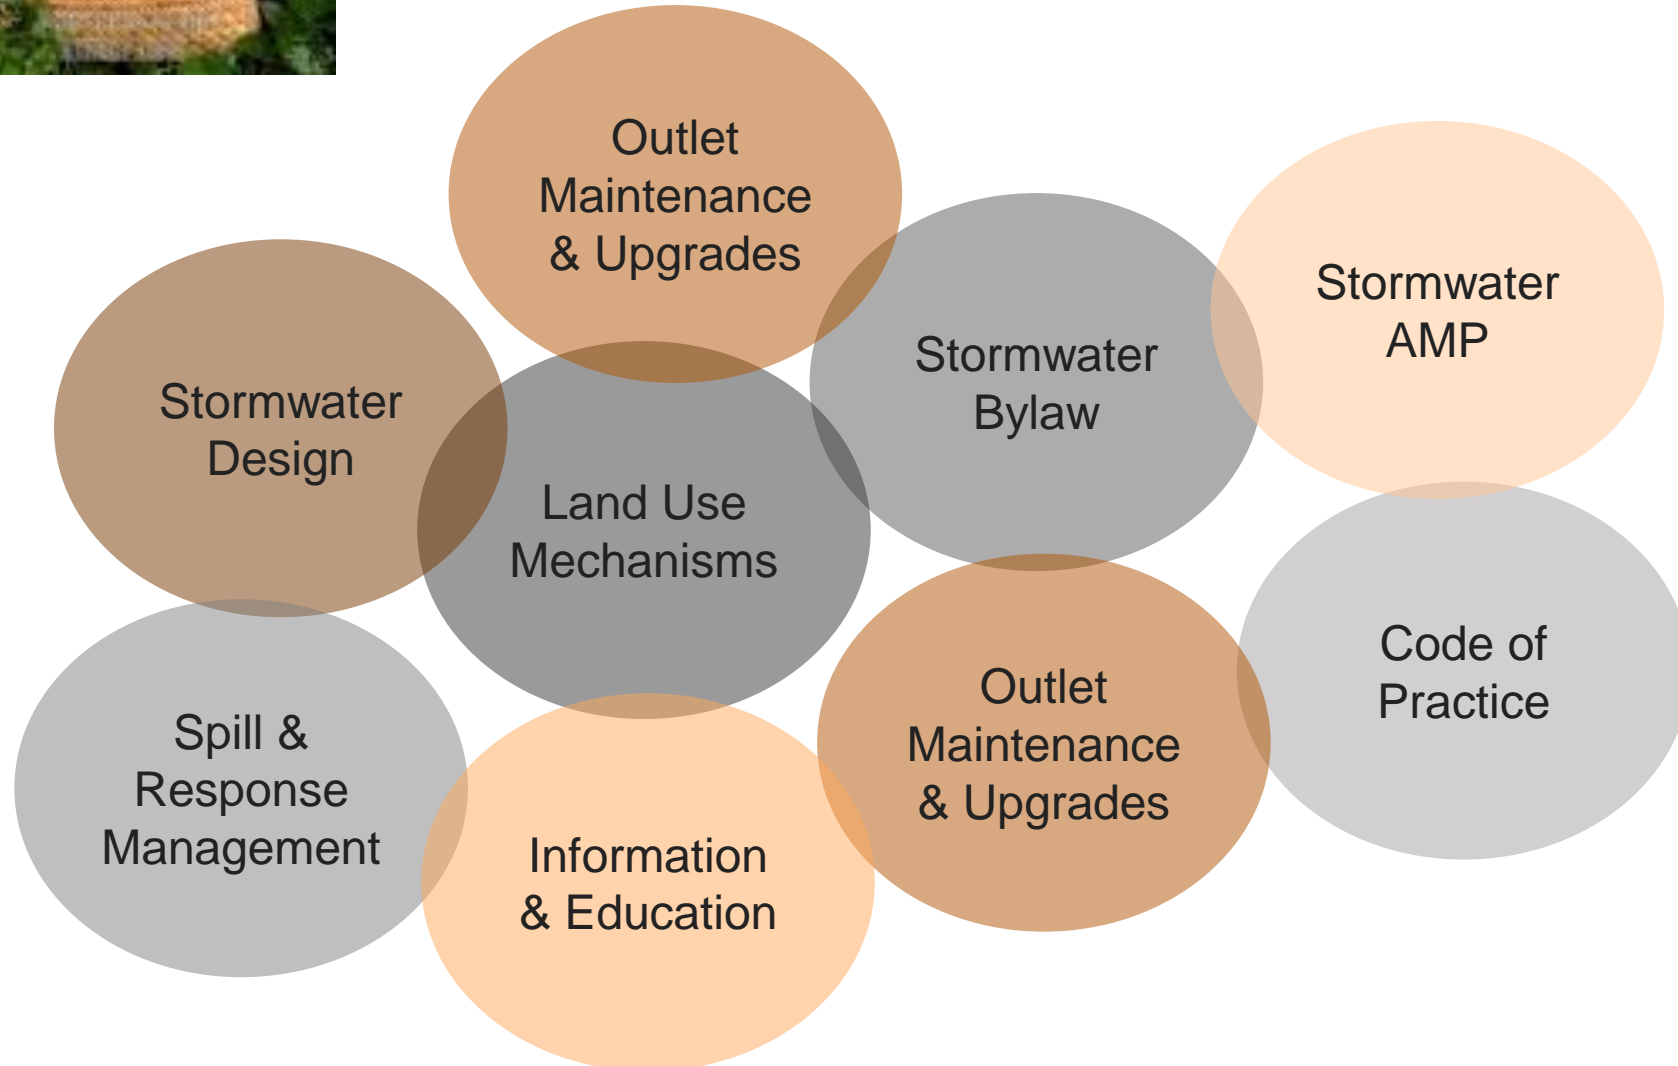 Outlet
Maintenance
& Upgrades
Stormwater
AMP
Stormwater
Bylaw
Stormwater
Design
Land Use
Mechanisms
Code of
Practice
Outlet
Maintenance
& Upgrades
Spill &
Response
Management
Information
& Education